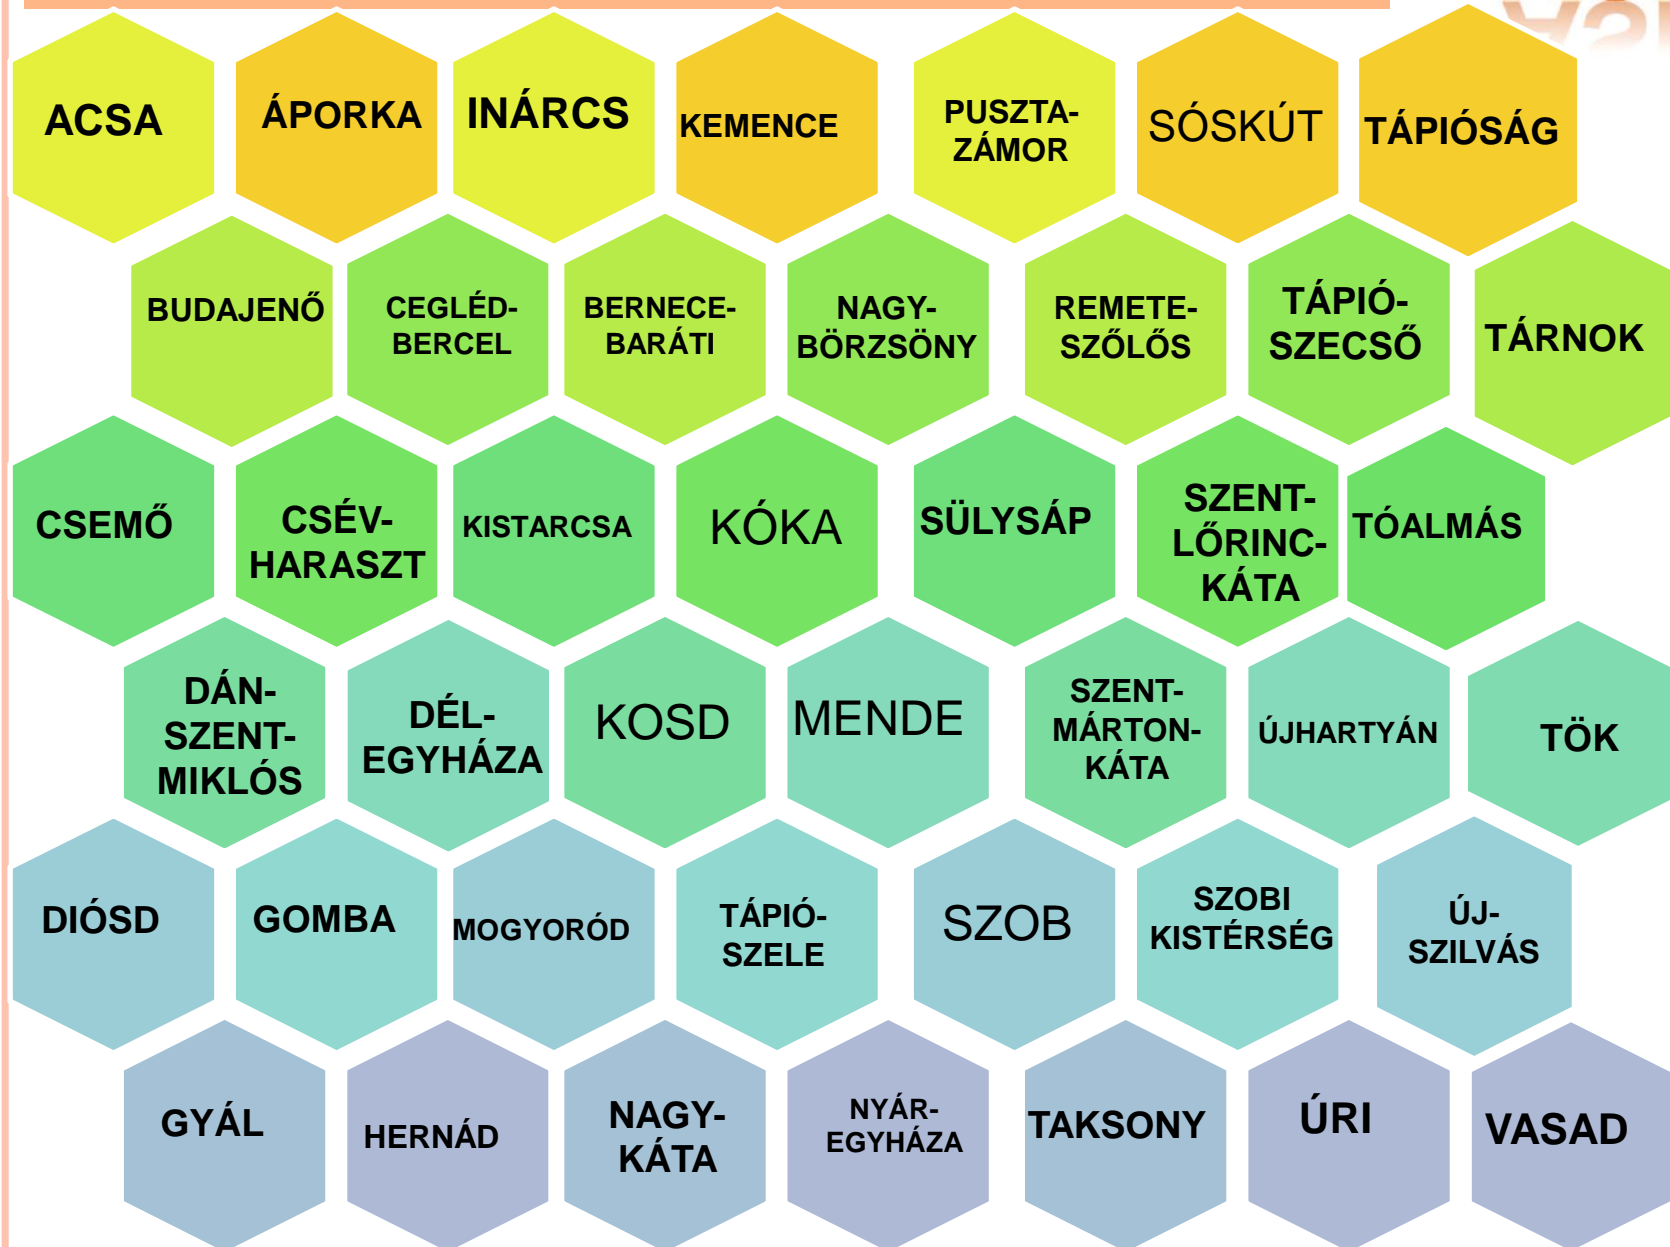 ACSA
ÁPORKA
INÁRCS
KEMENCE
PUSZTA-
ZÁMOR
SÓSKÚT
TÁPIÓSÁG
BUDAJENŐ
CEGLÉD-
BERCEL
BERNECE-
BARÁTI
NAGY-
BÖRZSÖNY
REMETE-
SZŐLŐS
TÁPIÓ-
SZECSŐ
TÁRNOK
CSEMŐ
CSÉV-
HARASZT
KISTARCSA
KÓKA
SÜLYSÁP
SZENT-
LŐRINC-
KÁTA
TÓALMÁS
DÁN-
SZENT-
MIKLÓS
DÉL-
EGYHÁZA
KOSD
MENDE
SZENT-
MÁRTON-
KÁTA
ÚJHARTYÁN
TÖK
DIÓSD
GOMBA
MOGYORÓD
TÁPIÓ-
SZELE
SZOB
SZOBI
KISTÉRSÉG
ÚJ-
SZILVÁS
GYÁL
HERNÁD
NAGY-
KÁTA
NYÁR-
EGYHÁZA
TAKSONY
ÚRI
VASAD